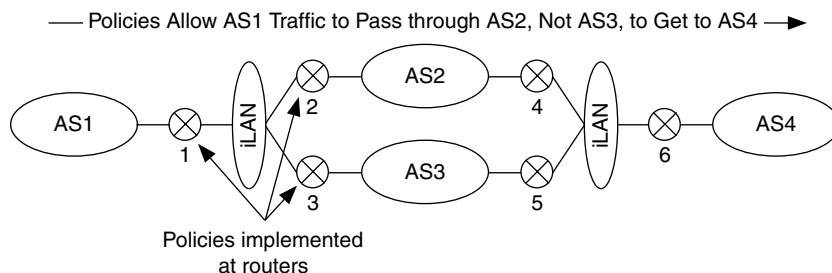 Policies Allow AS1 Traffic to Pass through AS2, Not AS3, to Get to AS4
AS1
1
iLAN
2
AS2
4
3
AS3
5
iLAN
6
AS4
Policies implemented
at routers